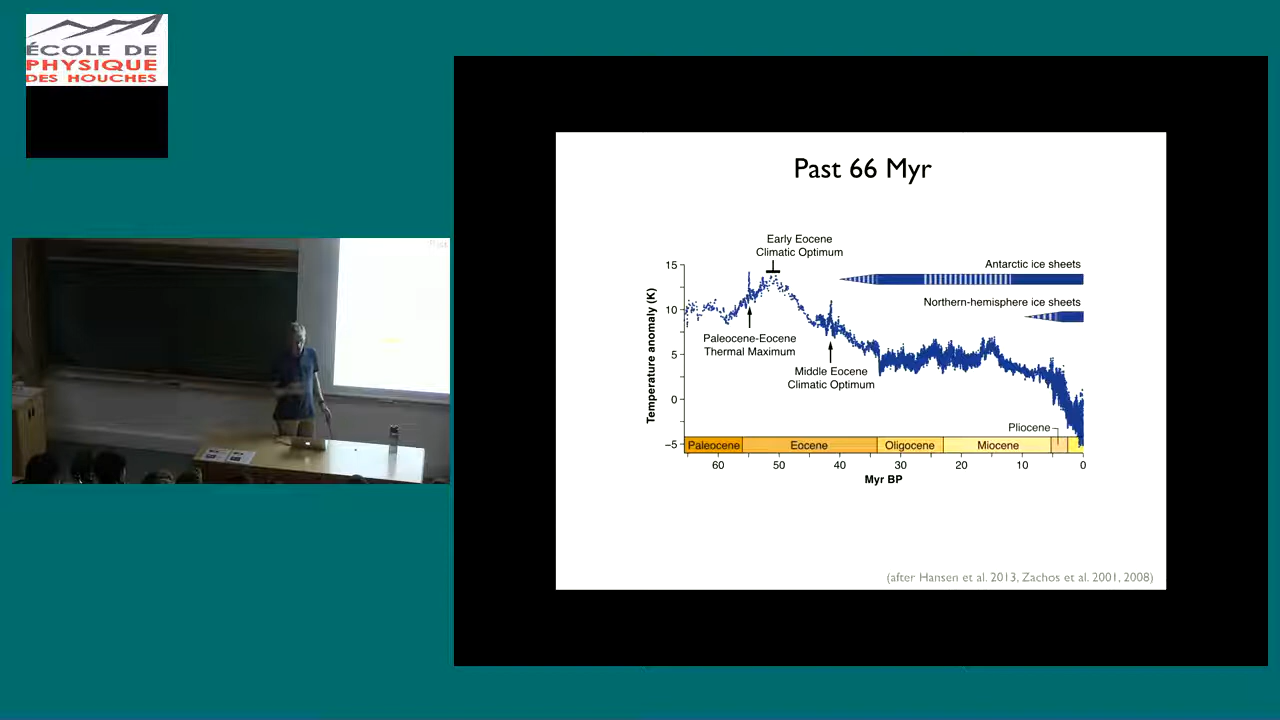 ÉCOLE DE
PHYSIQUE
DES HOUCHES
Past 66 Myr
Early Eocene
Climatic Optimum
Antarctic ice sheets
Northern-hemisphere ice sheets
Paleocene-Eocene
Thermal Maximum
Middle Eocene
Climatic Optimum
Pliocene
Temperature anomaly (K)
15
10
5
0
−5
Paleocene Eocene Oligocene Miocene
60 50 40 30 20 10 0
Myr BP
(after Hansen et al. 2013, Zachos et al. 2001, 2008)